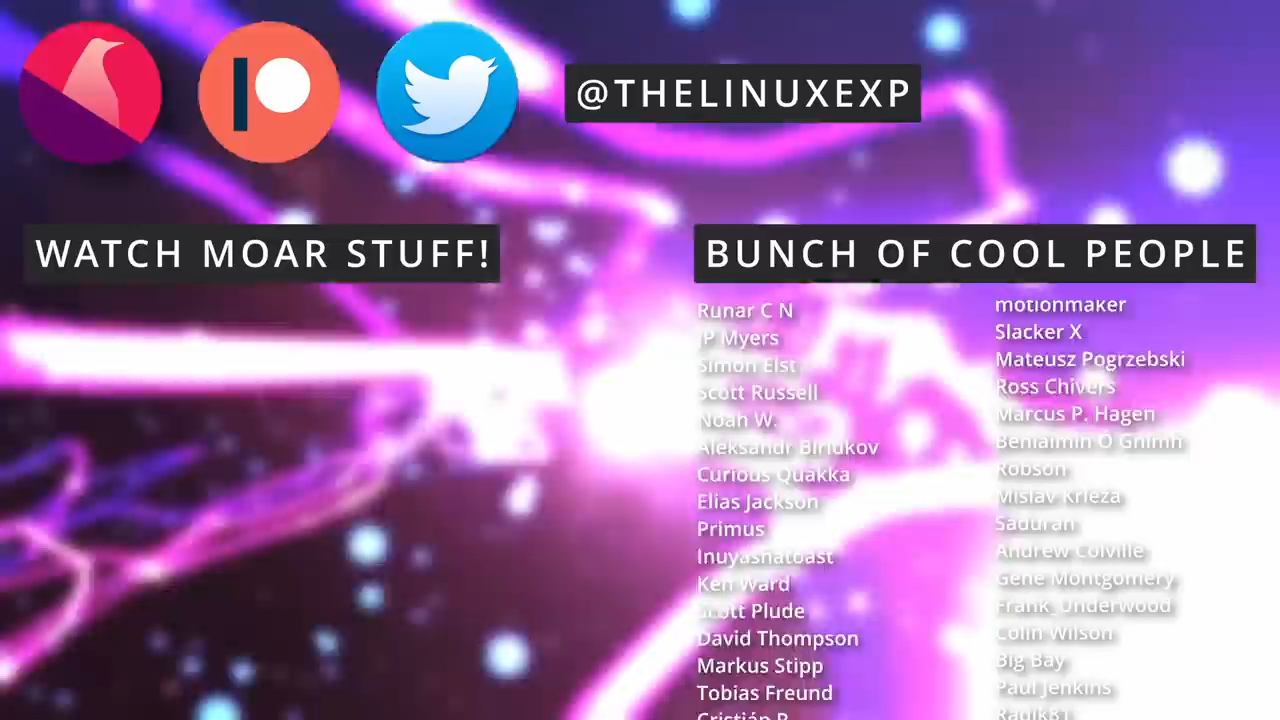 @THELINUXEXP
WATCH MOAR STUFF!
BUNCH OF COOL PEOPLE
Runar C N
JP Myers
Simon Elst
Scott Russell
Noah W.
Aleksandr Biriukov
Curious Quakka
Elias Jackson
Primus
Inuyashatoast
Ken Ward
Scott Plude
David Thompson
Markus Stipp
Tobias Freund
motionmaker
Slacker X
Mateusz Pogrzebski
Ross Chivers
Marcus P. Hagen
Robson
Mislav Krleza
Saduran
Andrew Colville
Gene Montgomery
Frank_Underwood
Colin Wilson
Big Bay
Paul Jenkins